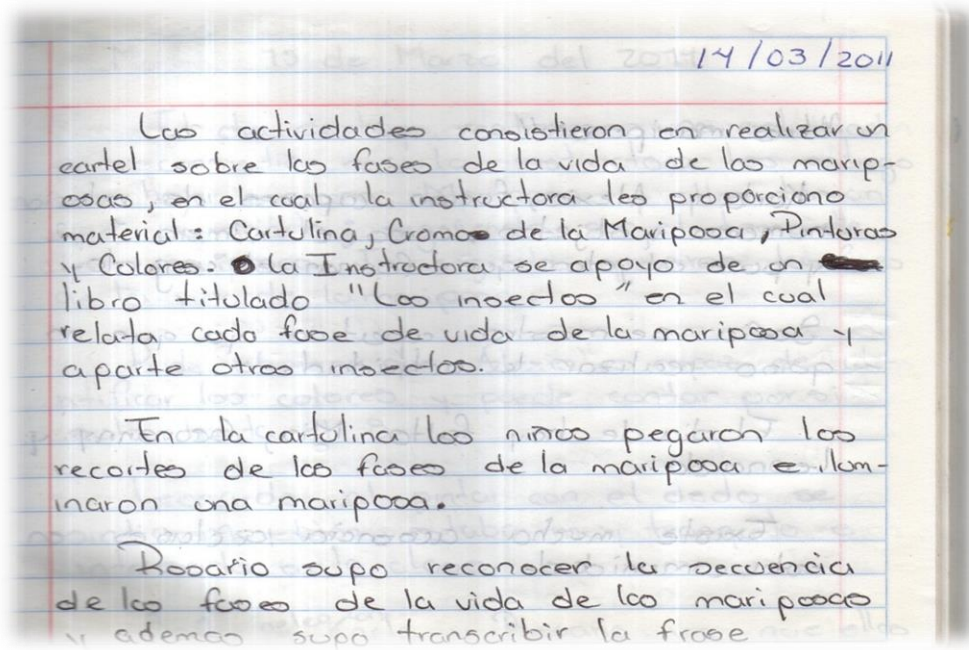 14/03/2011
Las actividades consistieron en realizar un
cartel sobre las fases de la vida de las marip-
osas, en el cual la instructora les proporciono
material: Cartulina, Cromos de la Mariposa, Pinturas
y Colores. la Instructora se apoyo de un
libro titulado "Los insectos" en el cual
relata cada fase de vida de la mariposa y
aparte otros insectos.
En la cartulina los niños pegaron los
recortes de las fases de la mariposa e ilum-
inaron una mariposa.
Rosario supo reconocer la secuencia
de las fases de la vida de las mariposas
y ademas supo transcribir la frase